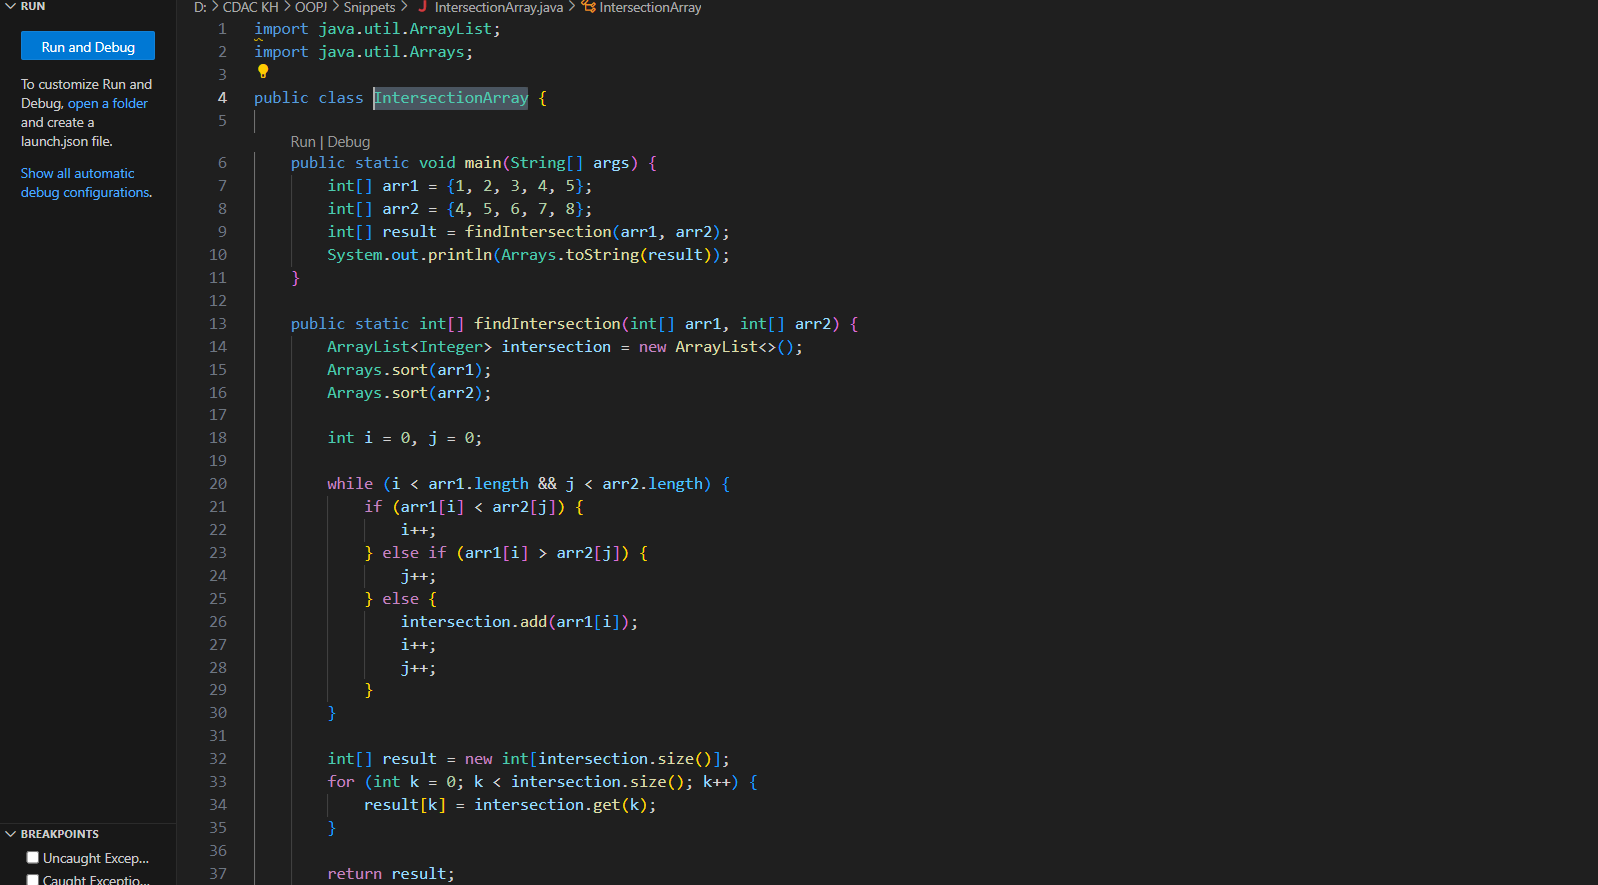 RUN
Run and Debug
To customize Run and
Debug, open a folder
and create a
launch.json file.
Show all automatic
debug configurations.
BREAKPOINTS
Uncaught Excep...
Caught Exceptio...
D: > CDAC KH > OOPJ > Snippets > J IntersectionArray.java > IntersectionArray
1 import java.util.ArrayList;
2 import java.util.Arrays;
3
4 public class IntersectionArray {
5
Run | Debug
6 public static void main(String[] args) {
7 int[] arr1 = {1, 2, 3, 4, 5};
8 int[] arr2 = {4, 5, 6, 7, 8};
9 int[] result = findIntersection(arr1, arr2);
10 System.out.println(Arrays.toString(result));
11 }
12
13 public static int[] findIntersection(int[] arr1, int[] arr2) {
14 ArrayList<Integer> intersection = new ArrayList<>();
15 Arrays.sort(arr1);
16 Arrays.sort(arr2);
17
18 int i = 0, j = 0;
19
20 while (i < arr1.length && j < arr2.length) {
21 if (arr1[i] < arr2[j]) {
22 i++;
23 } else if (arr1[i] > arr2[j]) {
24 j++;
25 } else {
26 intersection.add(arr1[i]);
27 i++;
28 j++;
29 }
30 }
31
32 int[] result = new int[intersection.size()];
33 for (int k = 0; k < intersection.size(); k++) {
34 result[k] = intersection.get(k);
35 }
36
37 return result;